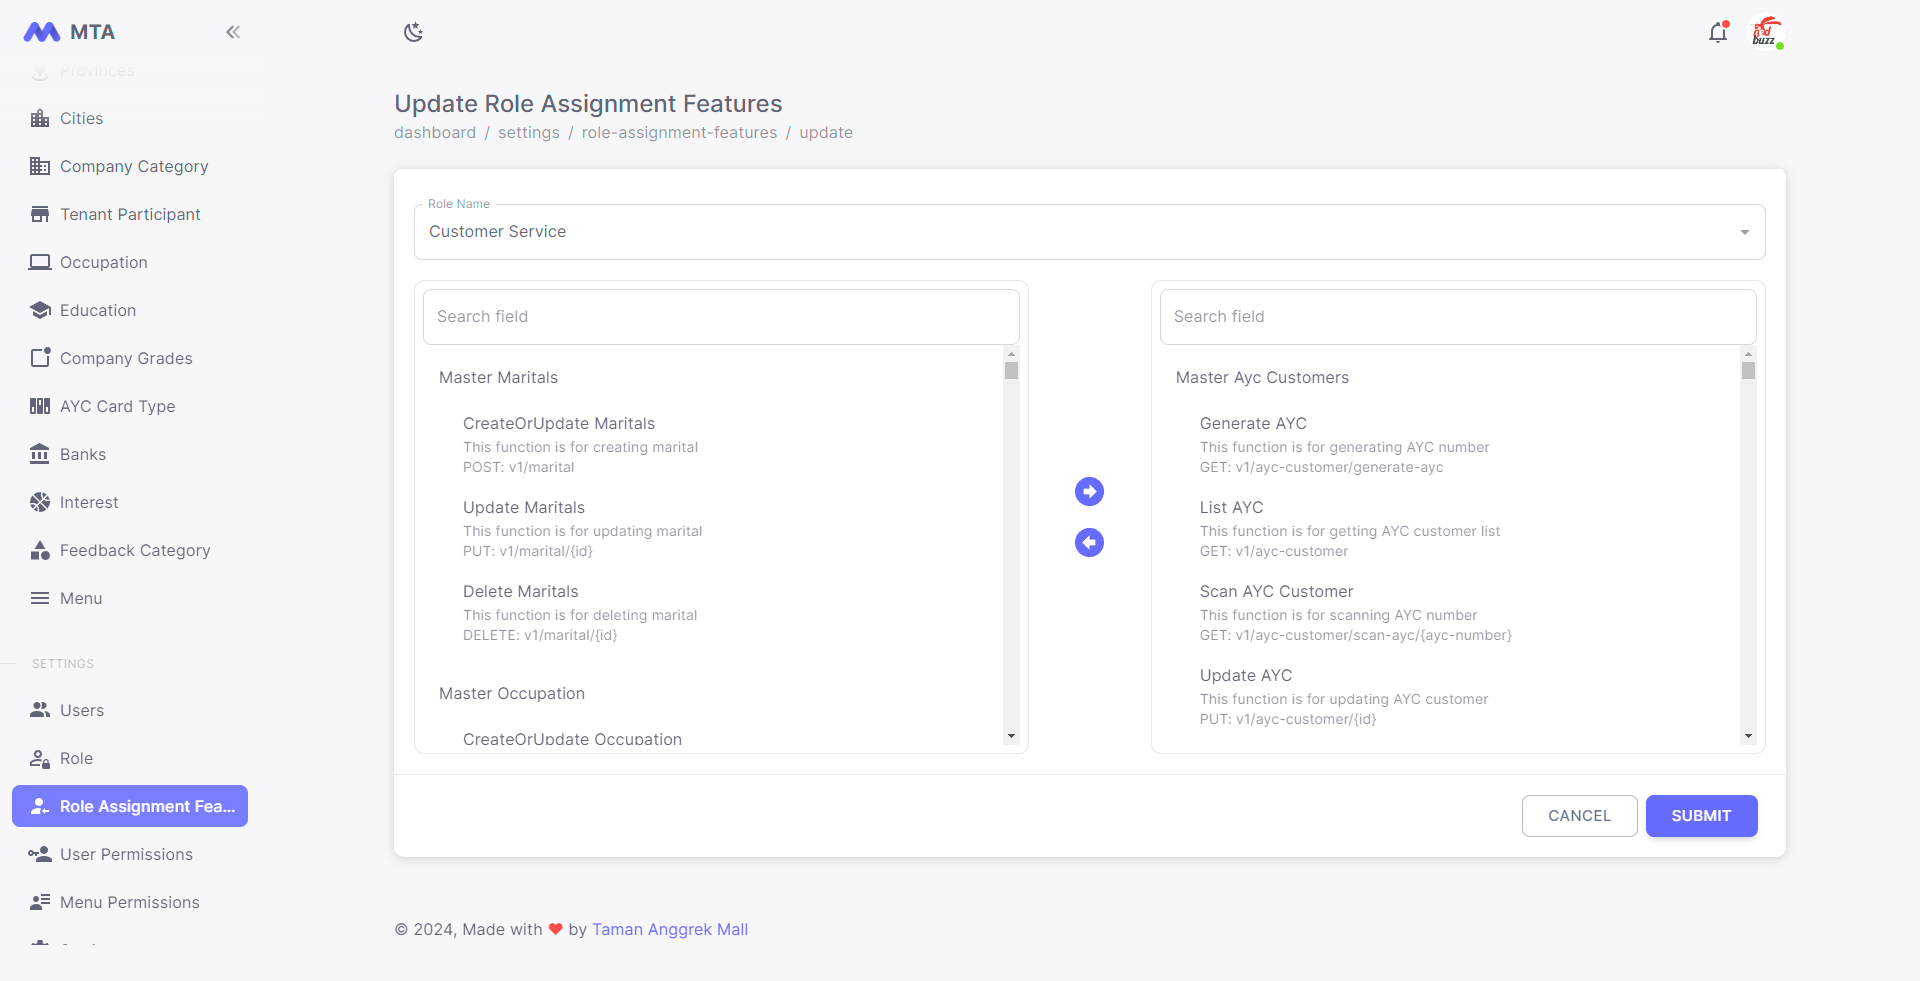 MTA
Provinces
Cities
Company Category
Tenant Participant
Occupation
Education
Company Grades
AYC Card Type
Banks
Interest
Feedback Category
Menu
SETTINGS
Users
Role
Role Assignment Fea...
User Permissions
Menu Permissions
buzz
Update Role Assignment Features
dashboard / settings / role-assignment-features / update
Role Name
Customer Service
Search field
Master Maritals
CreateOrUpdate Maritals
This function is for creating marital
POST: v1/marital
Update Maritals
This function is for updating marital
PUT: v1/marital/{id}
Delete Maritals
This function is for deleting marital
DELETE: v1/marital/{id}
Master Occupation
CreateOrUpdate Occupation
Search field
Master Ayc Customers
Generate AYC
This function is for generating AYC number
GET: v1/ayc-customer/generate-ayc
List AYC
This function is for getting AYC customer list
GET: v1/ayc-customer
Scan AYC Customer
This function is for scanning AYC number
GET: v1/ayc-customer/scan-ayc/{ayc-number}
Update AYC
This function is for updating AYC customer
PUT: v1/ayc-customer/{id}
CANCEL
SUBMIT
© 2024, Made with ❤ by Taman Anggrek Mall